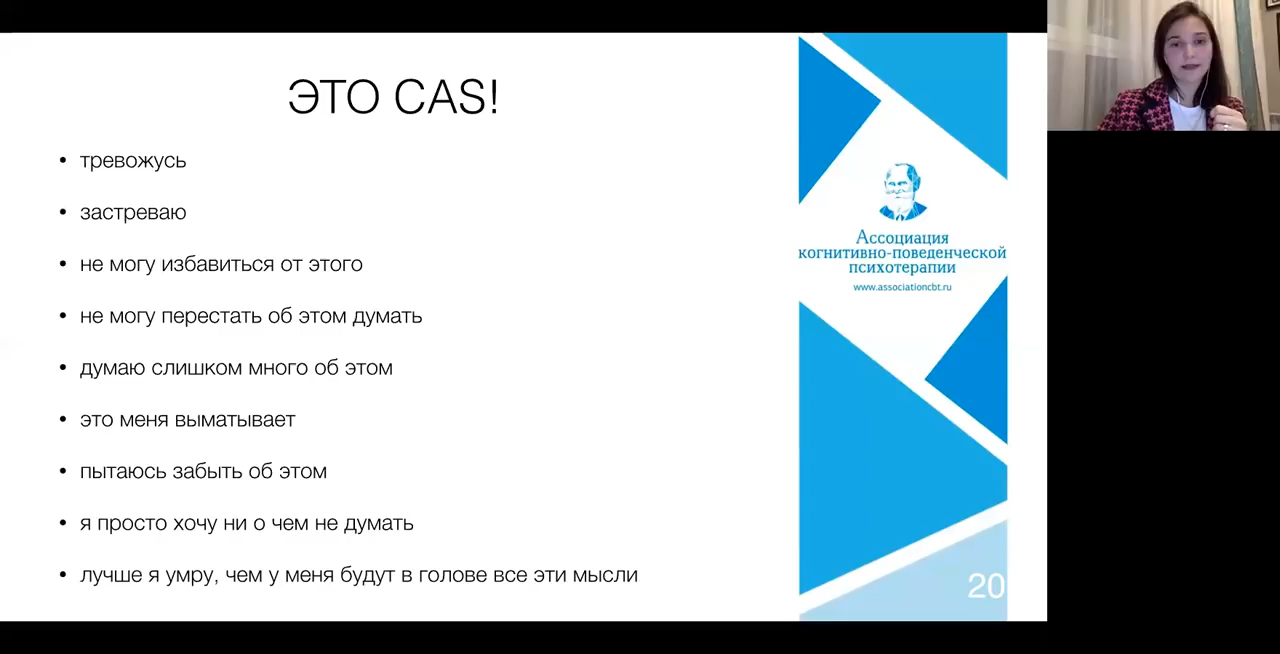 ЭТО CAS!
• тревожусь
• застреваю
• не могу избавиться от этого
• не могу перестать об этом думать
• думаю слишком много об этом
• это меня выматывает
• пытаюсь забыть об этом
• я просто хочу ни о чем не думать
• лучше я умру, чем у меня будут в голове все эти мысли
Ассоциация
когнитивно-поведенческой
психотерапии
www.associationcbt.ru
20